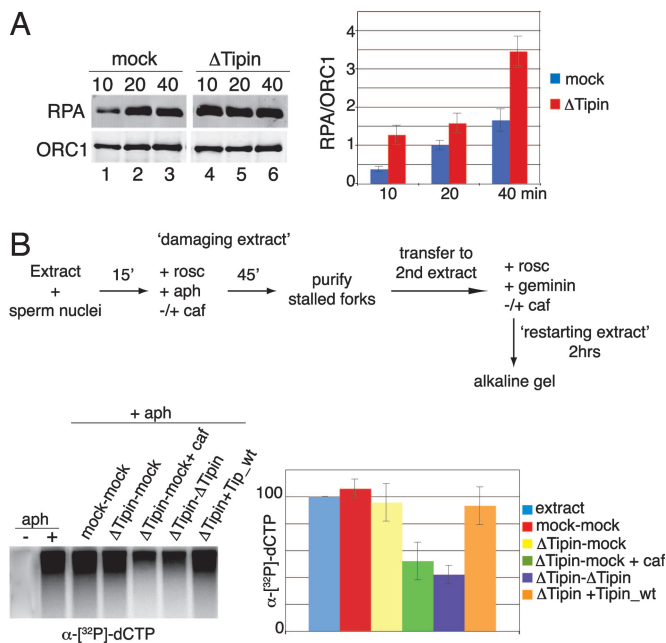 A
mock ΔTipin
10 20 40 10 20 40
RPA
ORC1
1 2 3 4 5 6
RPA/ORC1
4
3
2
1
0
10 20 40 min
mock
ΔTipin
B
'damaging extract'
Extract
+
sperm nuclei
15'
+ rosc
+ aph
-/+ caf
45'
purify
stalled forks
transfer to
2nd extract
+ rosc
+ geminin
-/+ caf
'restarting extract'
2hrs
alkaline gel
+ aph
aph
- +
mock-mock
ΔTipin-mock
ΔTipin-mock+ caf
ΔTipin-ΔTipin
ΔTipin+Tip_wt
α-[³²P]-dCTP
α-[³²P]-dCTP
100
0
extract
mock-mock
ΔTipin-mock
ΔTipin-mock + caf
ΔTipin-ΔTipin
ΔTipin +Tipin_wt